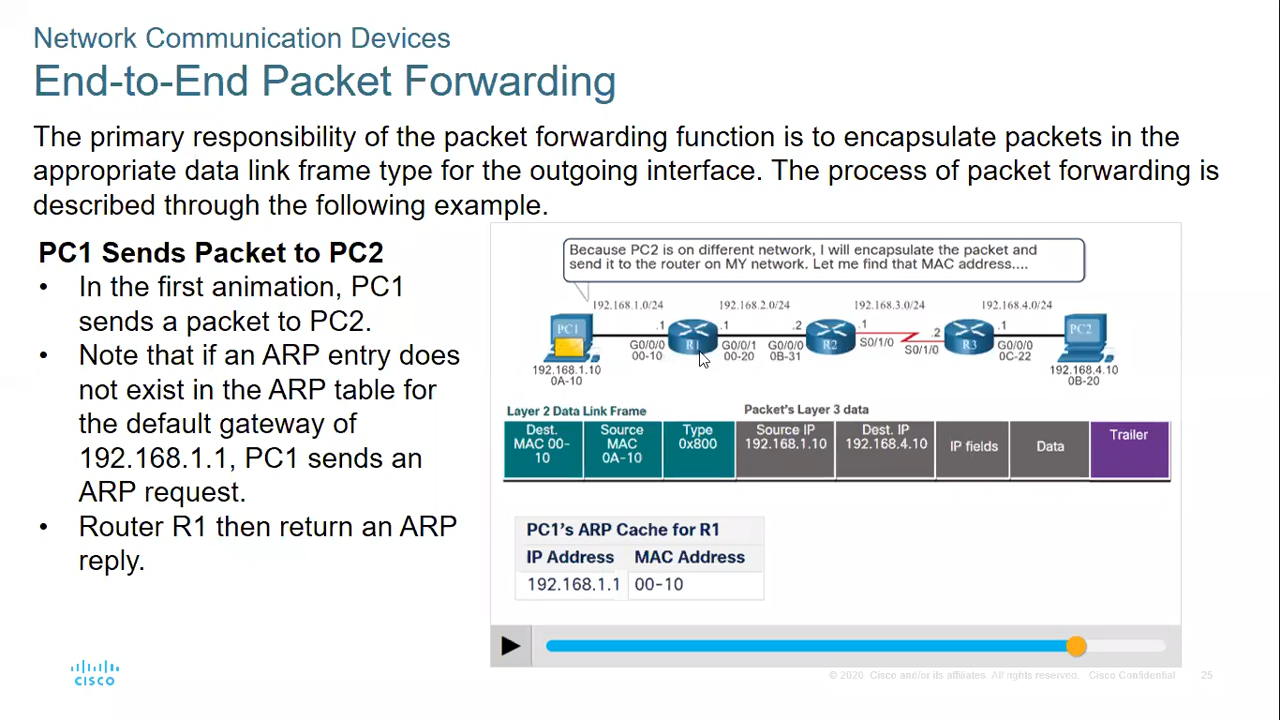 Network Communication Devices
End-to-End Packet Forwarding
The primary responsibility of the packet forwarding function is to encapsulate packets in the
appropriate data link frame type for the outgoing interface. The process of packet forwarding is
described through the following example.
PC1 Sends Packet to PC2
• In the first animation, PC1
sends a packet to PC2.
• Note that if an ARP entry does
not exist in the ARP table for
the default gateway of
192.168.1.1, PC1 sends an
ARP request.
• Router R1 then return an ARP
reply.
Because PC2 is on different network, I will encapsulate the packet and
send it to the router on MY network. Let me find that MAC address....
192.168.1.0/24 192.168.2.0/24 192.168.3.0/24 192.168.4.0/24
PC1 .1 R1 .1 .2 R2 .1 .2 R3 .1 PC2
G0/0/0 G0/0/1 G0/0/0 S0/1/0 S0/1/0 G0/0/0
00-10 00-20 0B-31 0C-22
192.168.1.10 192.168.4.10
0A-10 0B-20
Layer 2 Data Link Frame Packet's Layer 3 data
Dest. Source Type Source IP Dest. IP IP fields Data Trailer
MAC 00- MAC 0x800 192.168.1.10 192.168.4.10
10 0A-10
PC1's ARP Cache for R1
IP Address MAC Address
192.168.1.1 00-10
CISCO
© 2020 Cisco and/or its affiliates. All rights reserved. Cisco Confidential 25